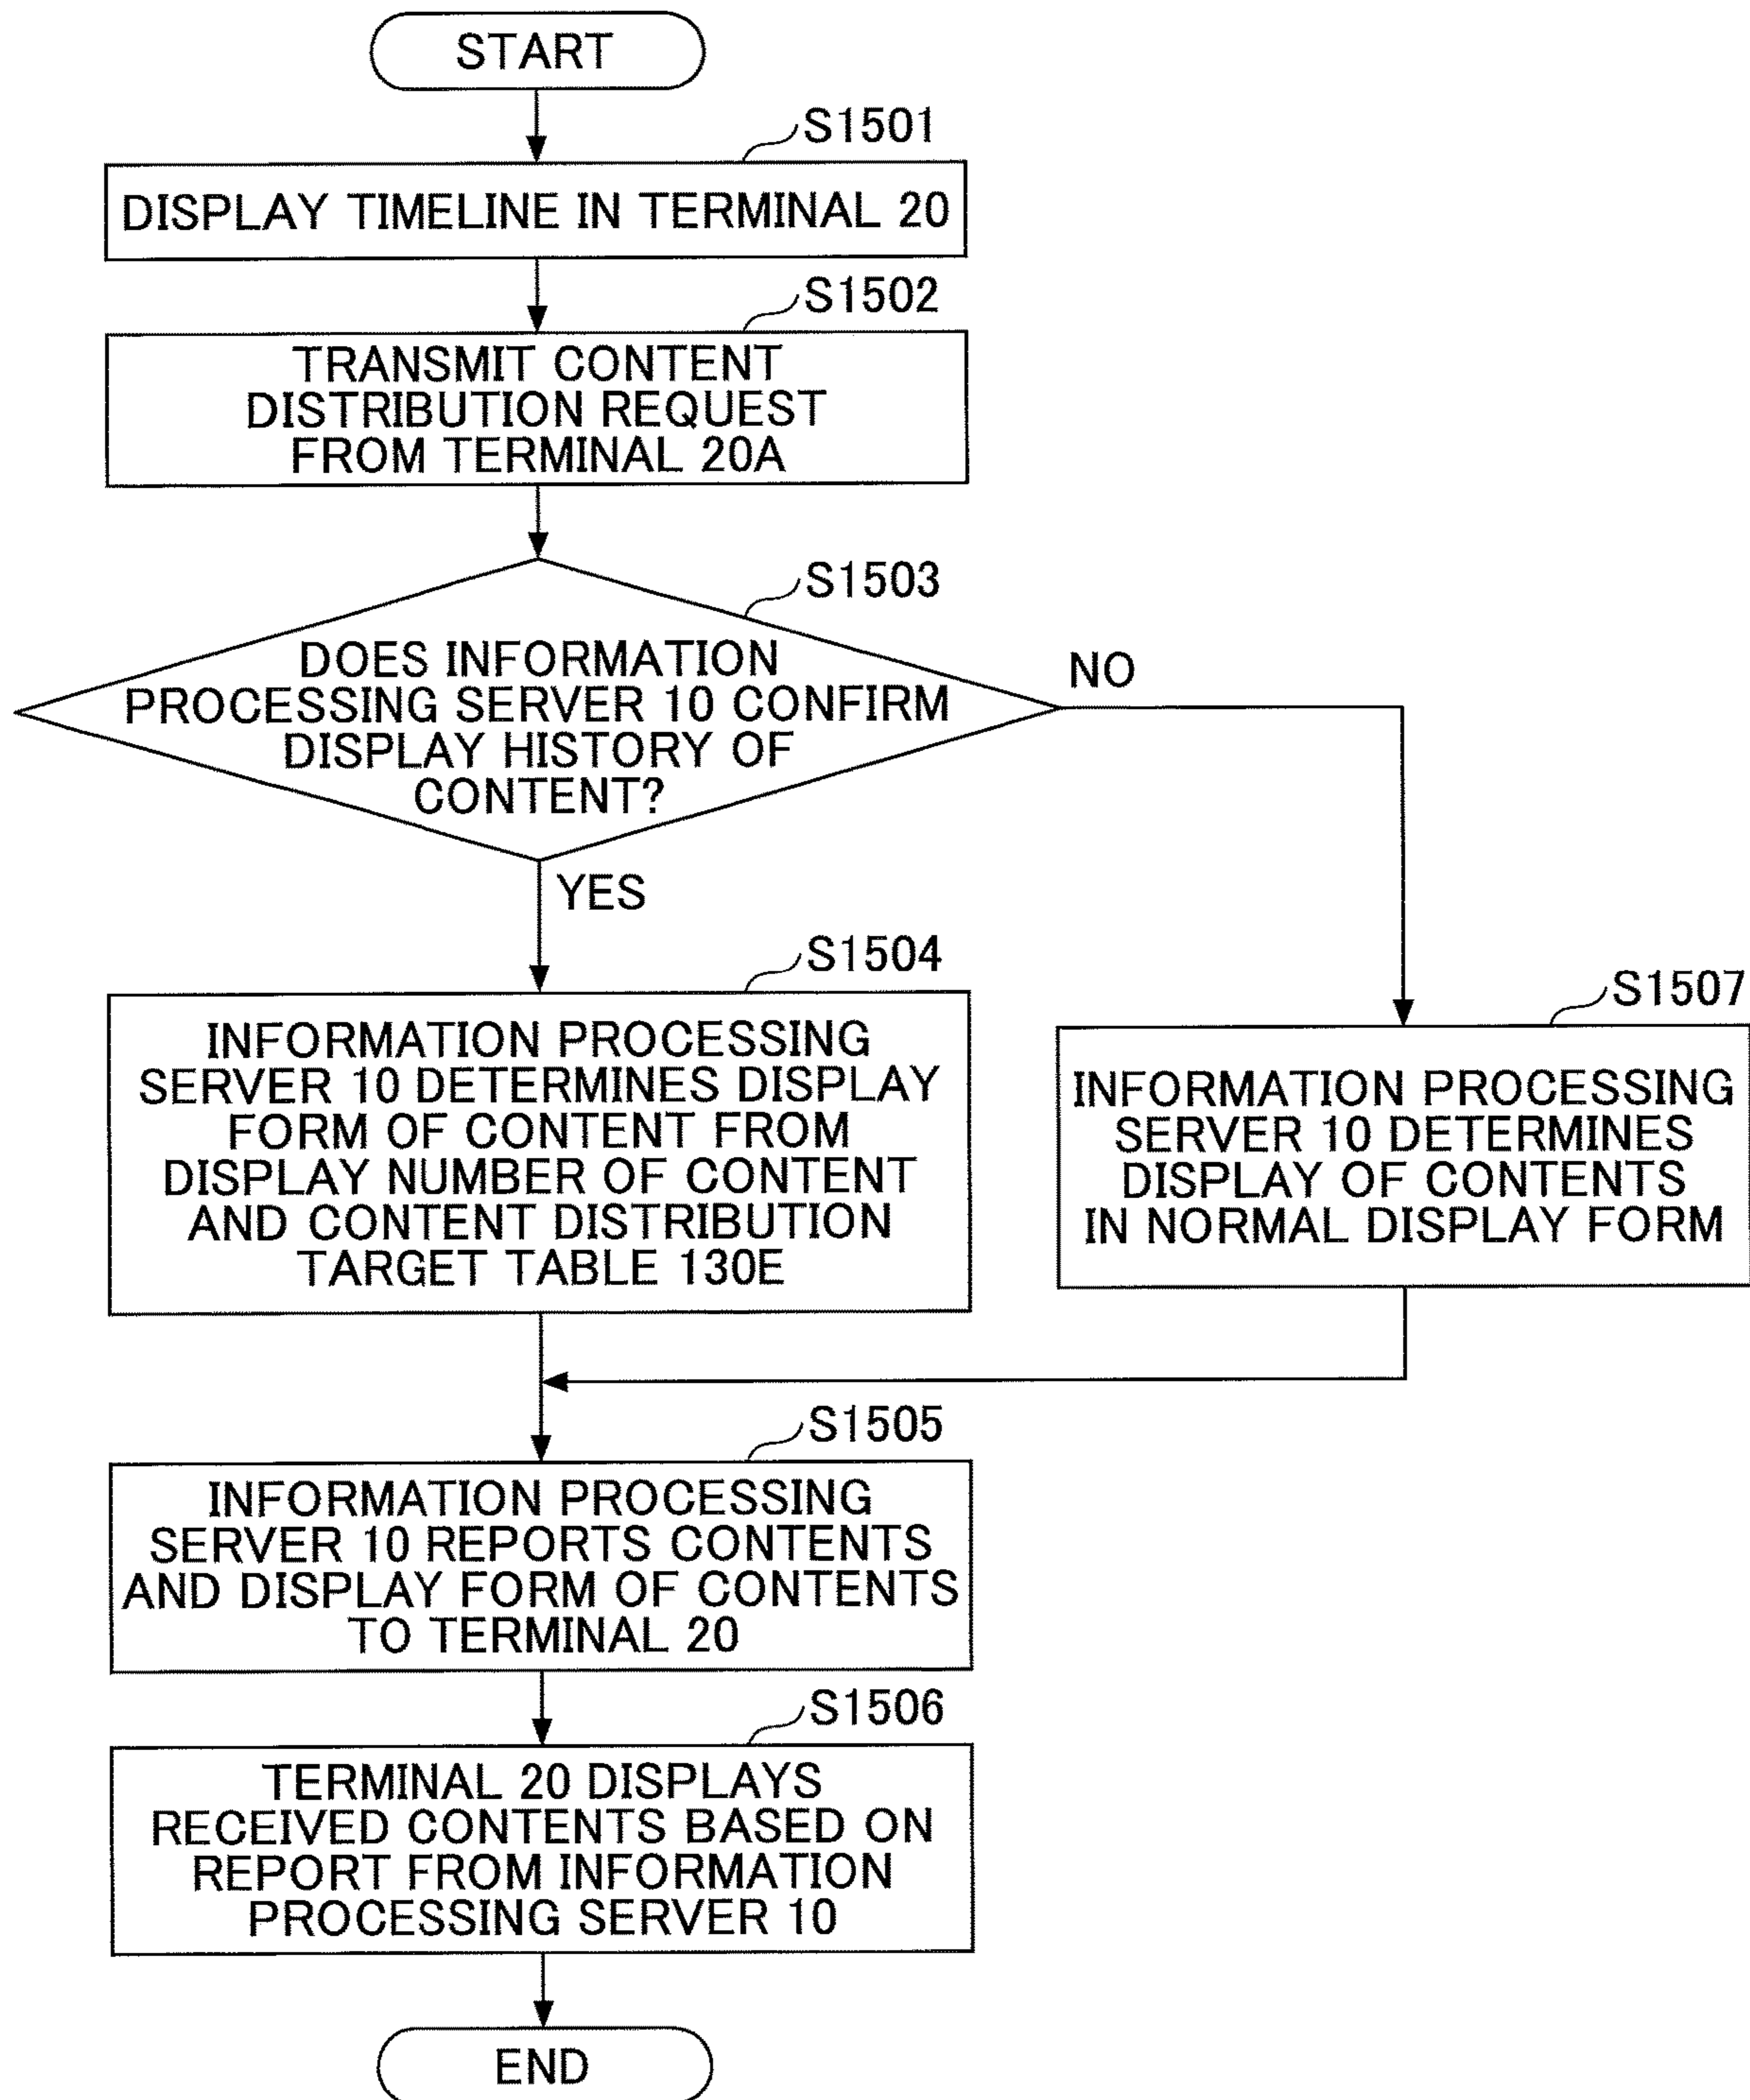 START
S1501
DISPLAY TIMELINE IN TERMINAL 20
S1502
TRANSMIT CONTENT
DISTRIBUTION REQUEST
FROM TERMINAL 20A
S1503
DOES INFORMATION
PROCESSING SERVER 10 CONFIRM
DISPLAY HISTORY OF
CONTENT?
NO
YES
S1504
INFORMATION PROCESSING
SERVER 10 DETERMINES DISPLAY
FORM OF CONTENT FROM
DISPLAY NUMBER OF CONTENT
AND CONTENT DISTRIBUTION
TARGET TABLE 130E
S1507
INFORMATION PROCESSING
SERVER 10 DETERMINES
DISPLAY OF CONTENTS
IN NORMAL DISPLAY FORM
S1505
INFORMATION PROCESSING
SERVER 10 REPORTS CONTENTS
AND DISPLAY FORM OF CONTENTS
TO TERMINAL 20
S1506
TERMINAL 20 DISPLAYS
RECEIVED CONTENTS BASED ON
REPORT FROM INFORMATION
PROCESSING SERVER 10
END